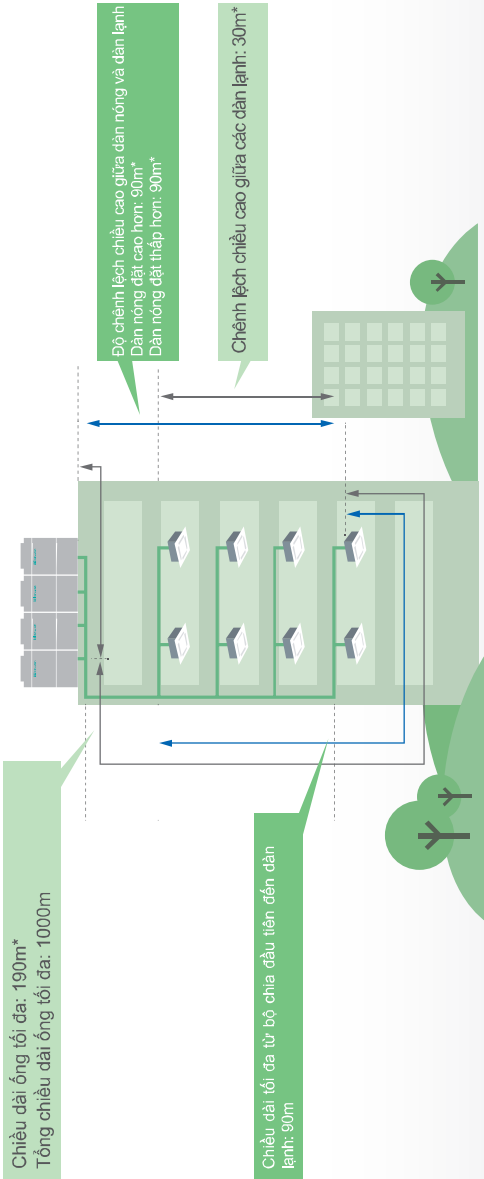 Chiều dài ống tối đa: 190m*
Tổng chiều dài ống tối đa: 1000m
Độ chênh lệch chiều cao giữa dàn nóng và dàn lạnh
Dàn nóng đặt cao hơn: 90m*
Dàn nóng đặt thấp hơn: 90m*
Chênh lệch chiều cao giữa các dàn lạnh: 30m*
Chiều dài tối đa từ bộ chia đầu tiên đến dàn
lạnh: 90m